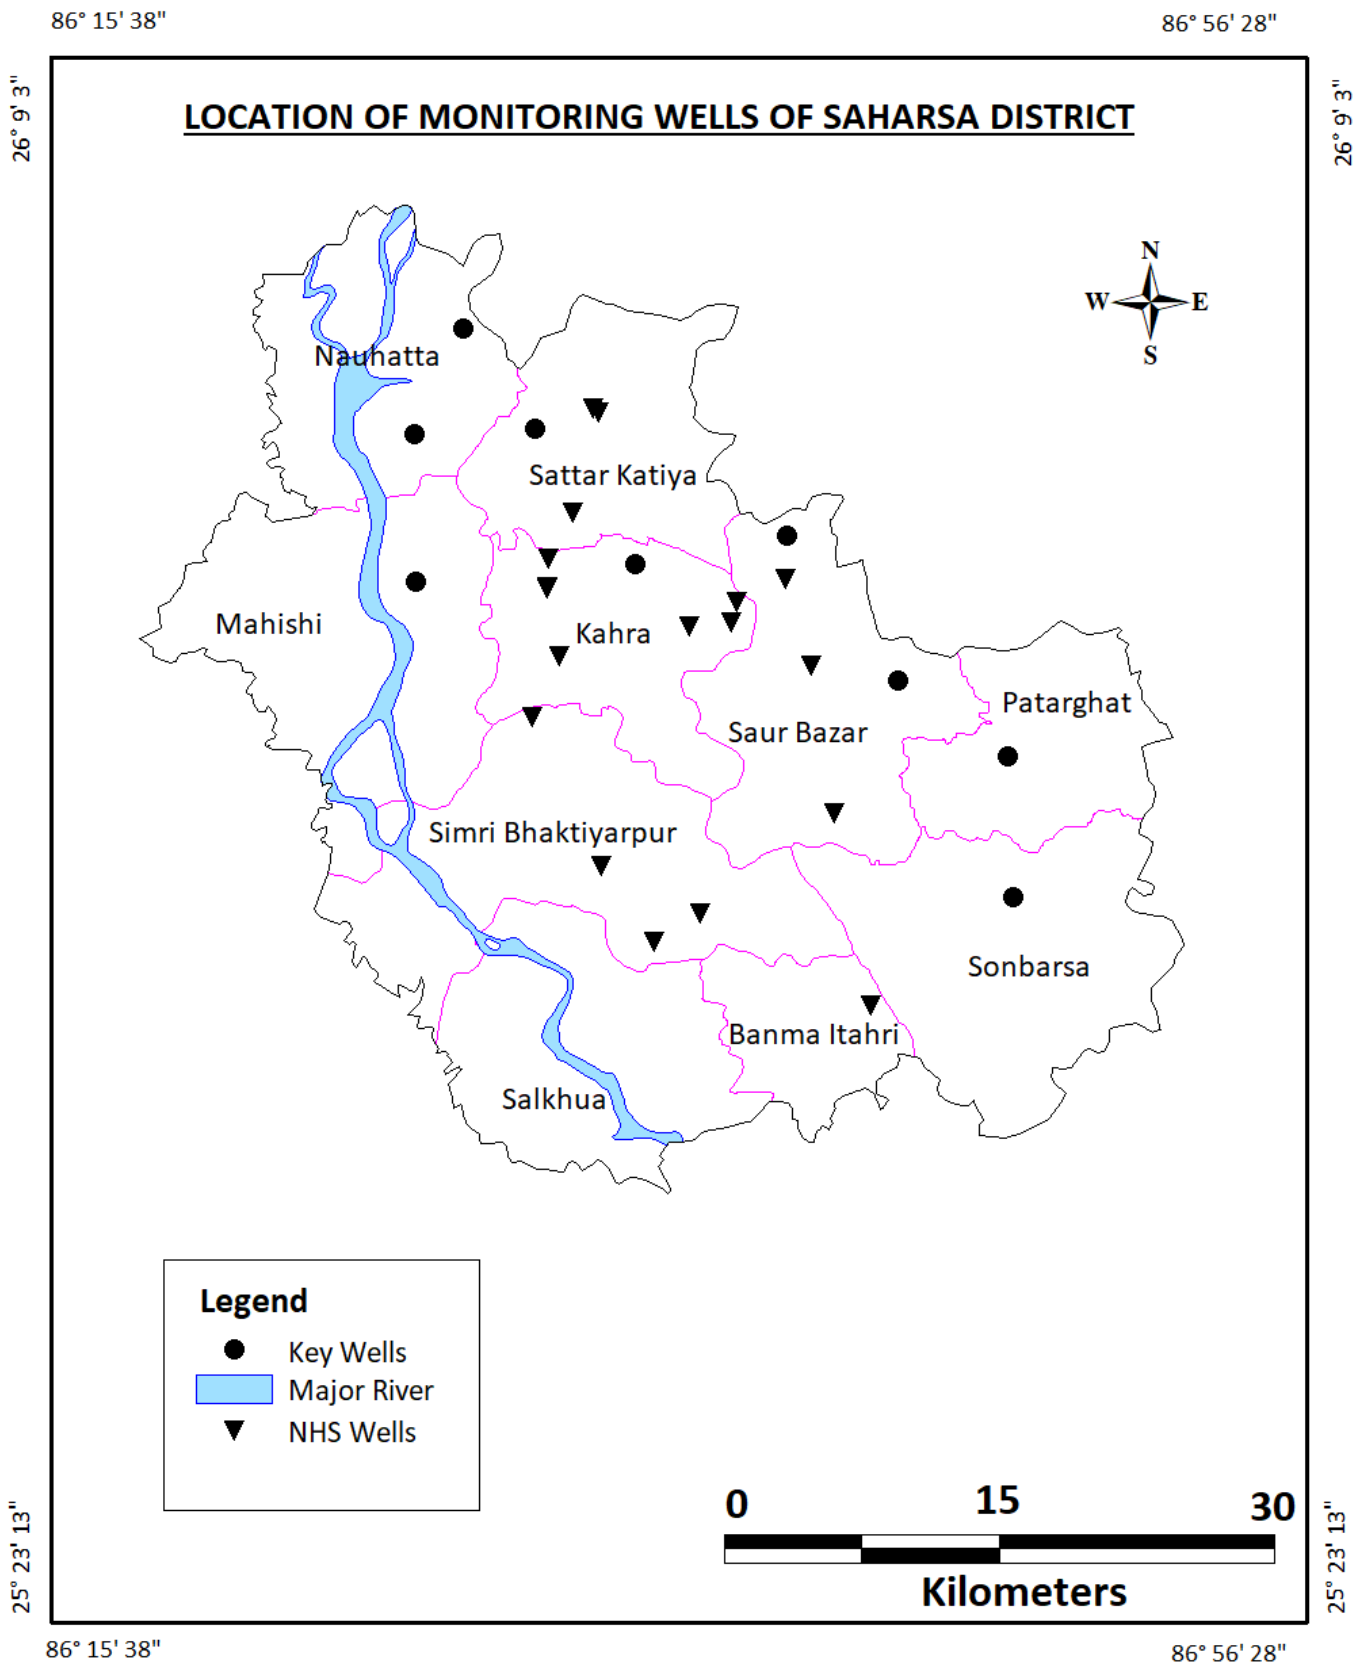 86° 15' 38"
86° 56' 28"
26° 9' 3"
26° 9' 3"
LOCATION OF MONITORING WELLS OF SAHARSA DISTRICT
N
W
E
S
Nauhatta
Sattar Katiya
Mahishi
Kahra
Patarghat
Saur Bazar
Simri Bhaktiyarpur
Sonbarsa
Banma Itahri
Salkhua
Legend
Key Wells
Major River
NHS Wells
0 15 30
Kilometers
25° 23' 13"
25° 23' 13"
86° 15' 38"
86° 56' 28"